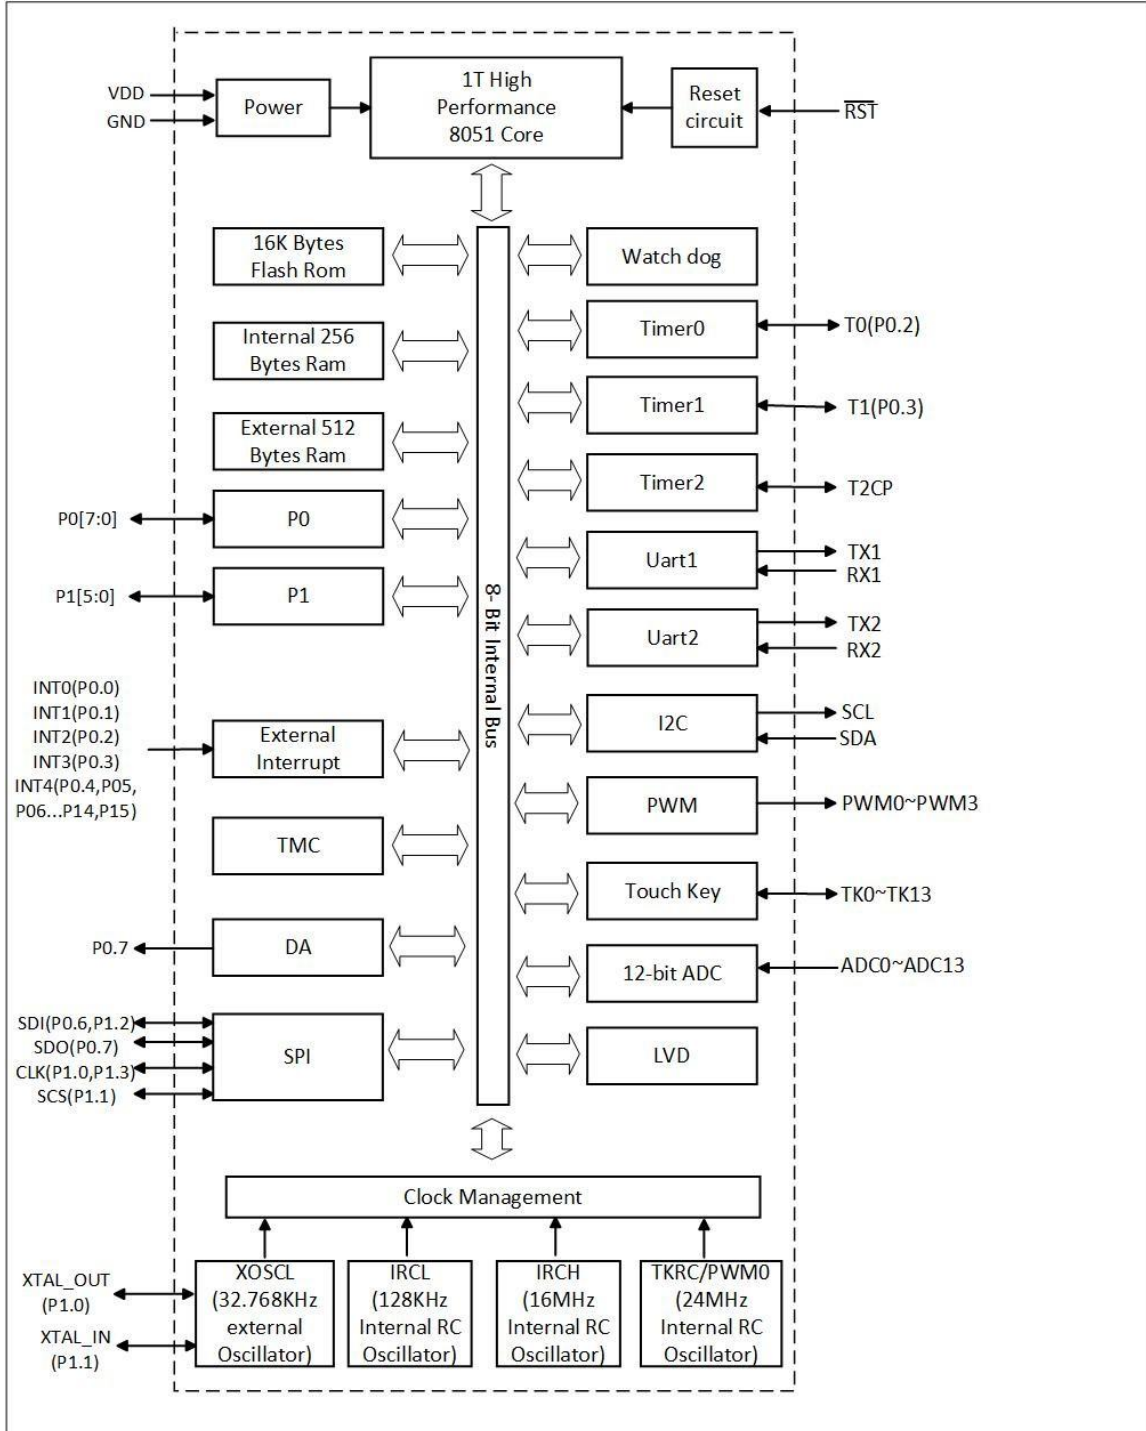 VDD
GND
Power
1T High
Performance
8051 Core
Reset
circuit
RST
16K Bytes
Flash Rom
Watch dog
Internal 256
Bytes Ram
Timer0
T0(P0.2)
External 512
Bytes Ram
Timer1
T1(P0.3)
Timer2
T2CP
P0[7:0]
P0
Uart1
TX1
RX1
P1[5:0]
P1
8- Bit Internal Bus
Uart2
TX2
RX2
INT0(P0.0)
INT1(P0.1)
INT2(P0.2)
INT3(P0.3)
INT4(P0.4,P05,
P06...P14,P15)
External
Interrupt
I2C
SCL
SDA
TMC
PWM
PWM0~PWM3
Touch Key
TK0~TK13
P0.7
DA
12-bit ADC
ADC0~ADC13
SDI(P0.6,P1.2)
SDO(P0.7)
CLK(P1.0,P1.3)
SCS(P1.1)
SPI
LVD
Clock Management
XTAL_OUT
(P1.0)
XTAL_IN
(P1.1)
XOSCL
(32.768KHz
external
Oscillator)
IRCL
(128KHz
Internal RC
Oscillator)
IRCH
(16MHz
Internal RC
Oscillator)
TKRC/PWM0
(24MHz
Internal RC
Oscillator)